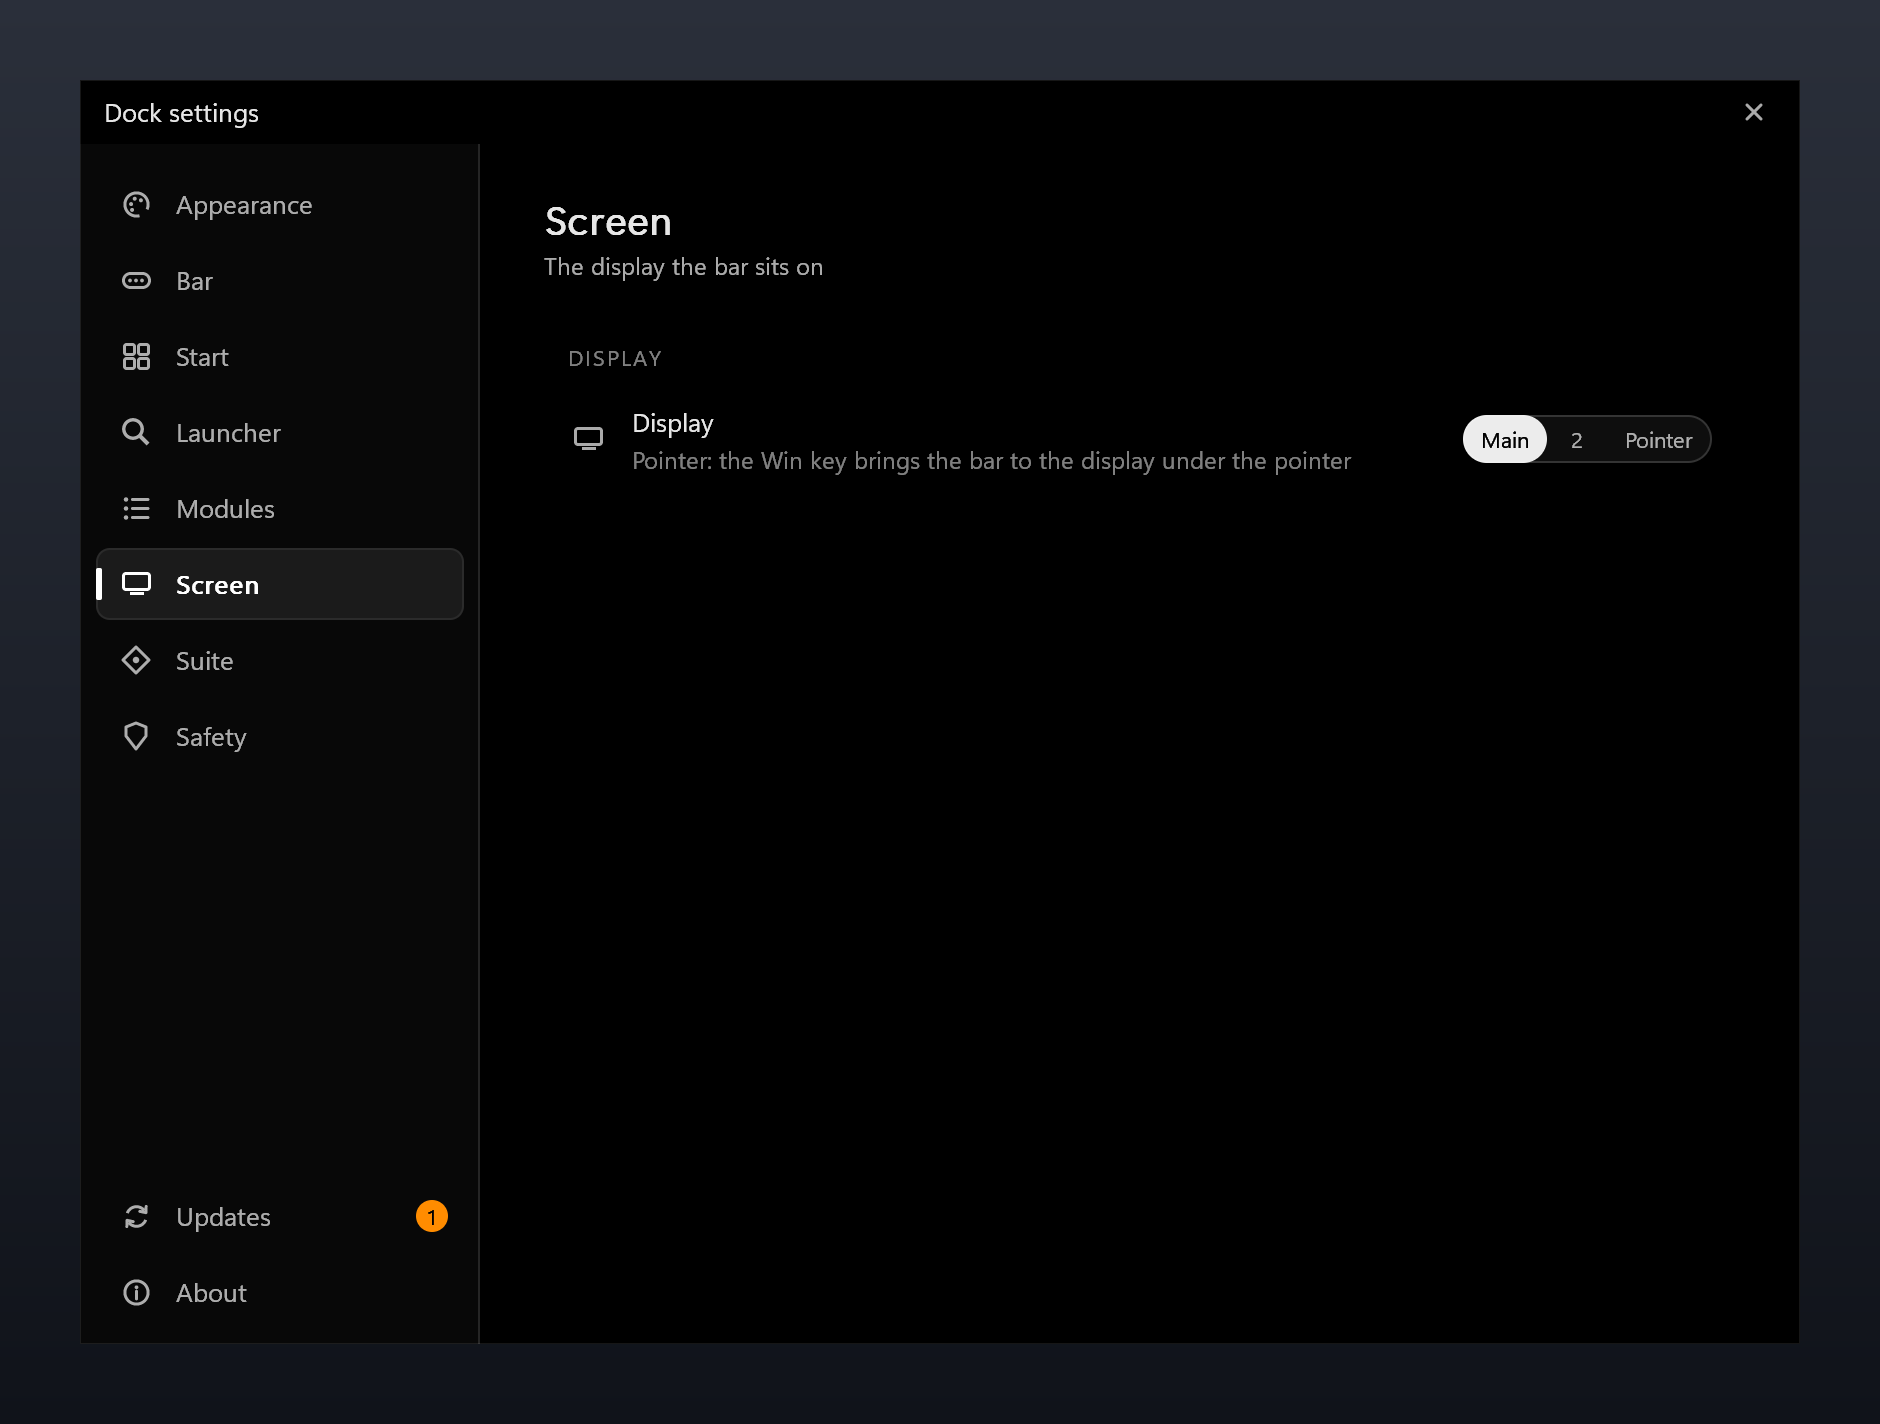 Dock settings
Appearance
Bar
Start
Launcher
Modules
Screen
Suite
Safety
Updates
1
About
Screen
The display the bar sits on
DISPLAY
Display
Pointer: the Win key brings the bar to the display under the pointer
Main 2 Pointer